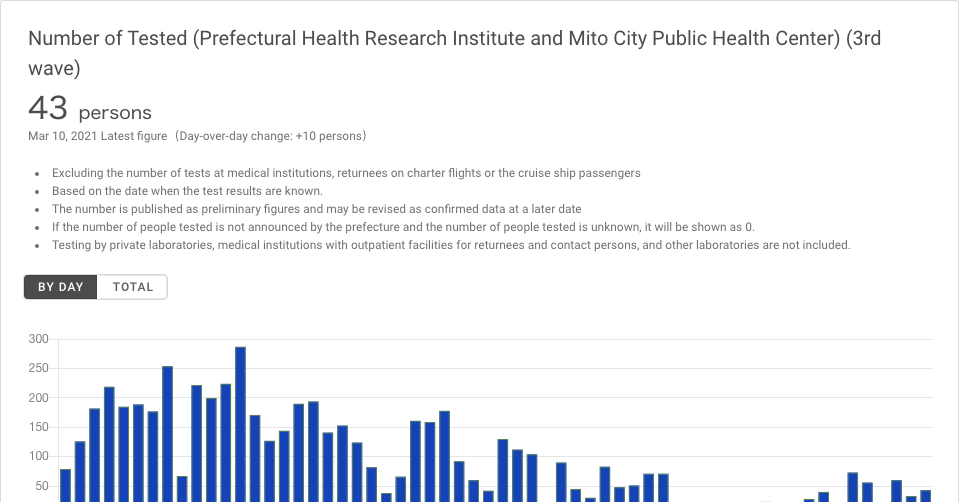 Number of Tested (Prefectural Health Research Institute and Mito City Public Health Center) (3rd
wave)
43 persons
Mar 10, 2021 Latest figure（Day-over-day change: +10 persons）
• Excluding the number of tests at medical institutions, returnees on charter flights or the cruise ship passengers
• Based on the date when the test results are known.
• The number is published as preliminary figures and may be revised as confirmed data at a later date
• If the number of people tested is not announced by the prefecture and the number of people tested is unknown, it will be shown as 0.
• Testing by private laboratories, medical institutions with outpatient facilities for returnees and contact persons, and other laboratories are not included.
BY DAY TOTAL
300
250
200
150
100
50